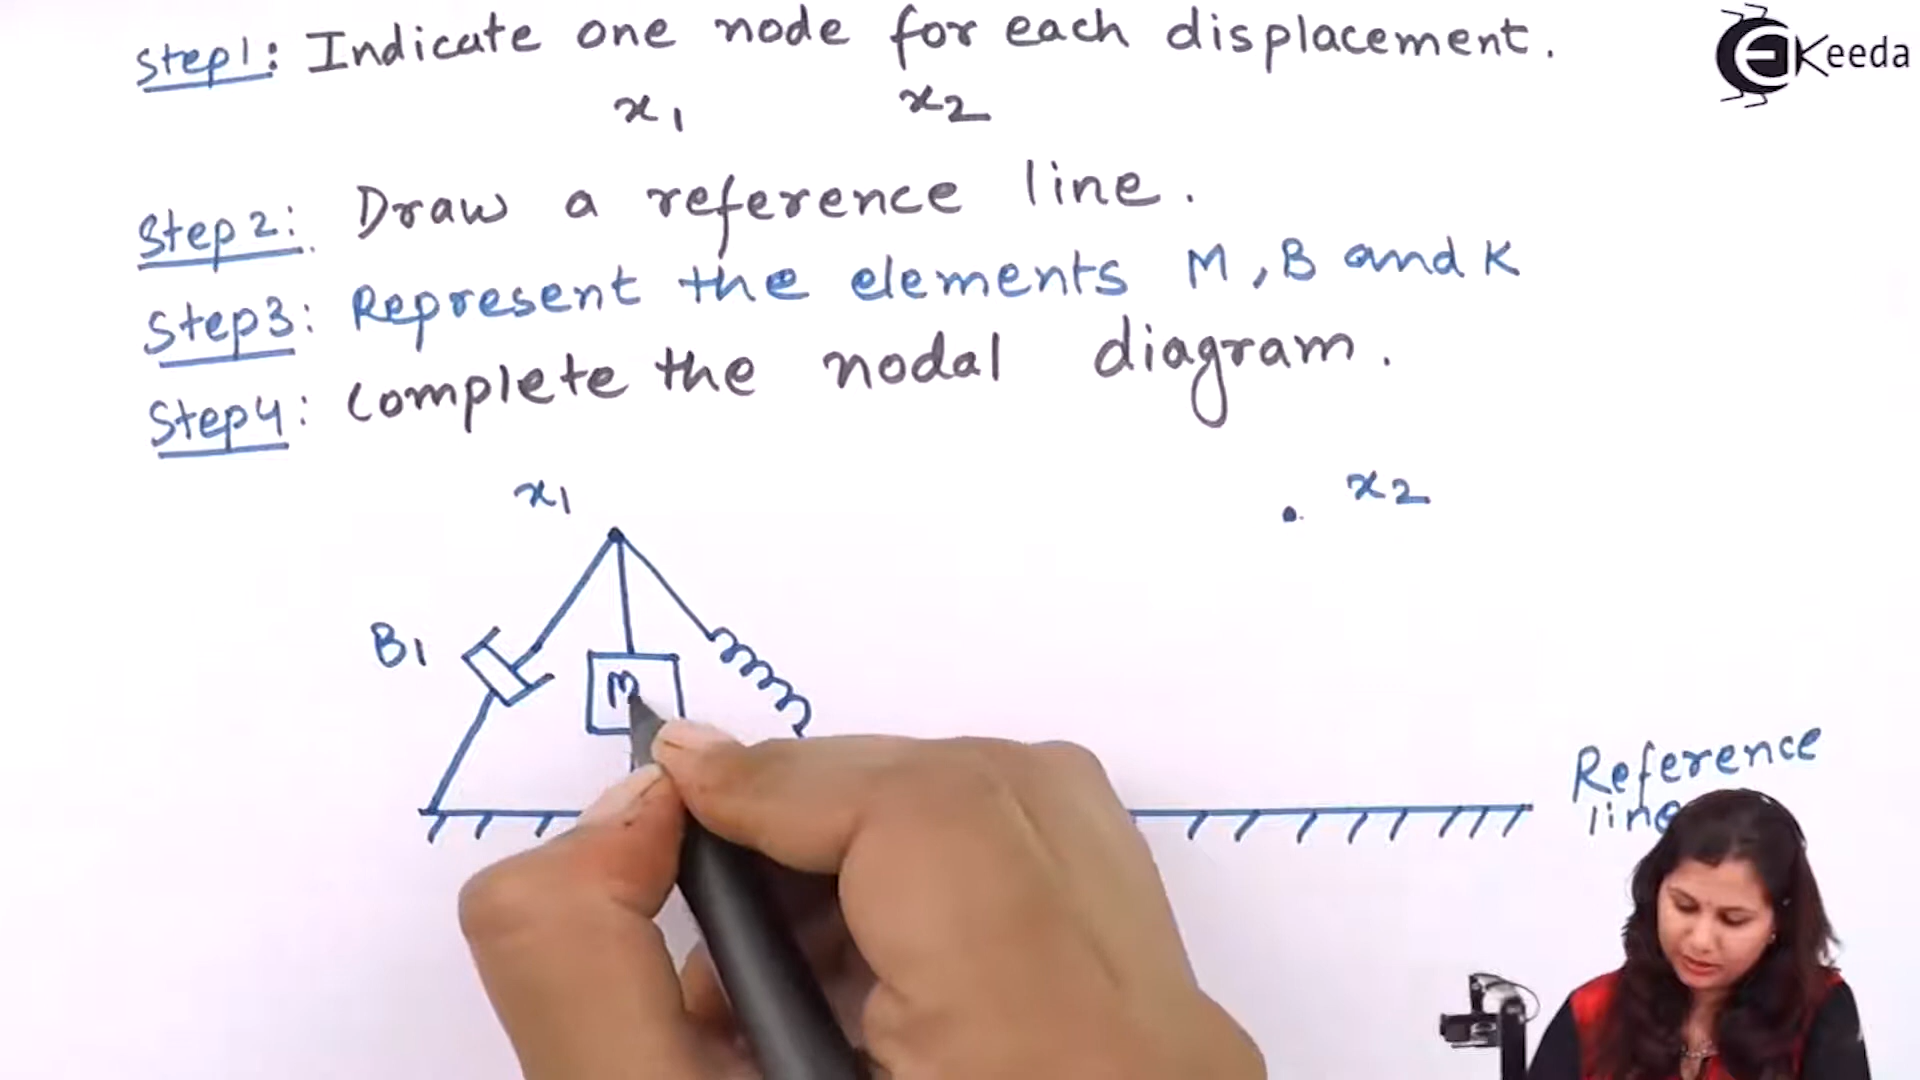 Step1: Indicate one node for each displacement.
x1 x2
EKeeda
Step2: Draw a reference line.
Step3: Represent the elements M, B and K
Step4: Complete the nodal diagram.
x1 x2
B1
M
Reference
line